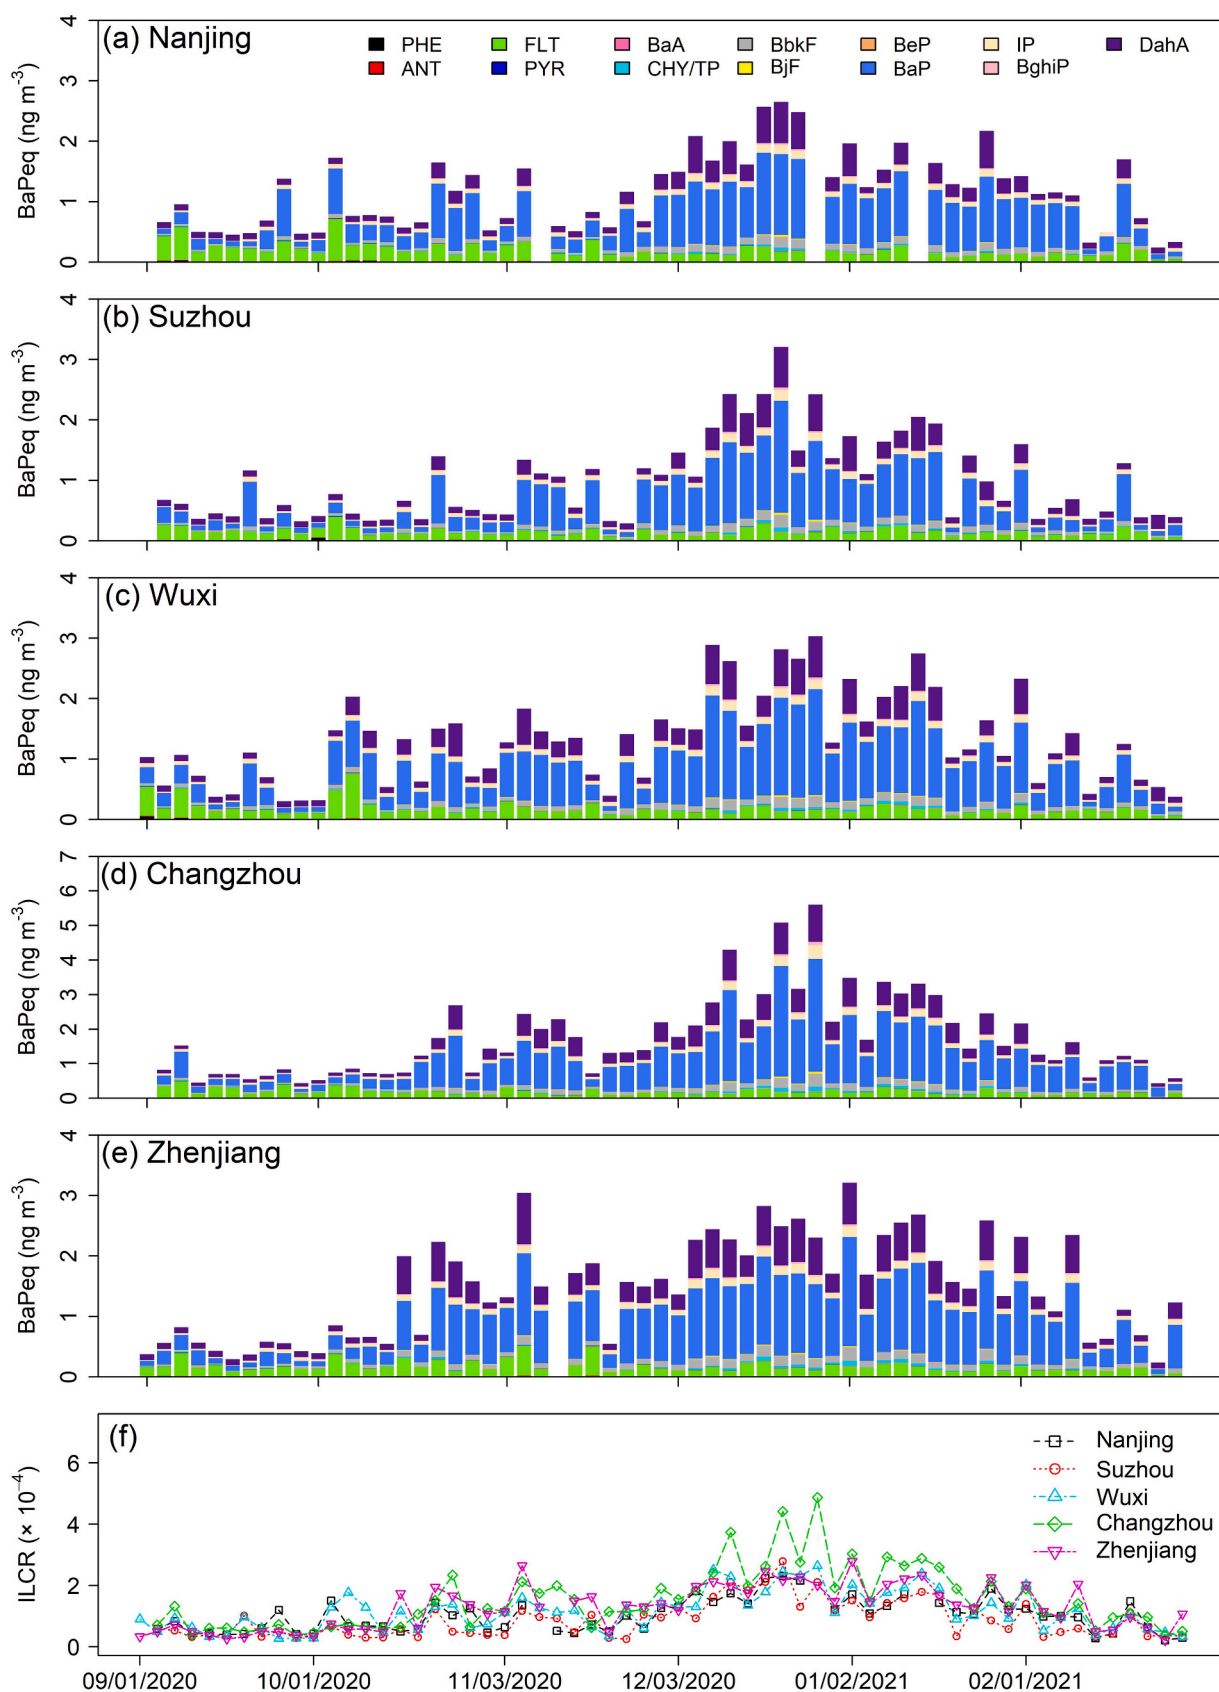 (a) Nanjing
PHE FLT BaA BbkF BeP IP DahA
ANT PYR CHY/TP BjF BaP BghiP
BaPeq (ng m⁻³)
4
3
2
1
0
(b) Suzhou
BaPeq (ng m⁻³)
4
3
2
1
0
(c) Wuxi
BaPeq (ng m⁻³)
4
3
2
1
0
(d) Changzhou
BaPeq (ng m⁻³)
7
6
5
4
3
2
1
0
(e) Zhenjiang
BaPeq (ng m⁻³)
4
3
2
1
0
(f)
ILCR (× 10⁻⁴)
6
4
2
0
Nanjing
Suzhou
Wuxi
Changzhou
Zhenjiang
09/01/2020 10/01/2020 11/03/2020 12/03/2020 01/02/2021 02/01/2021